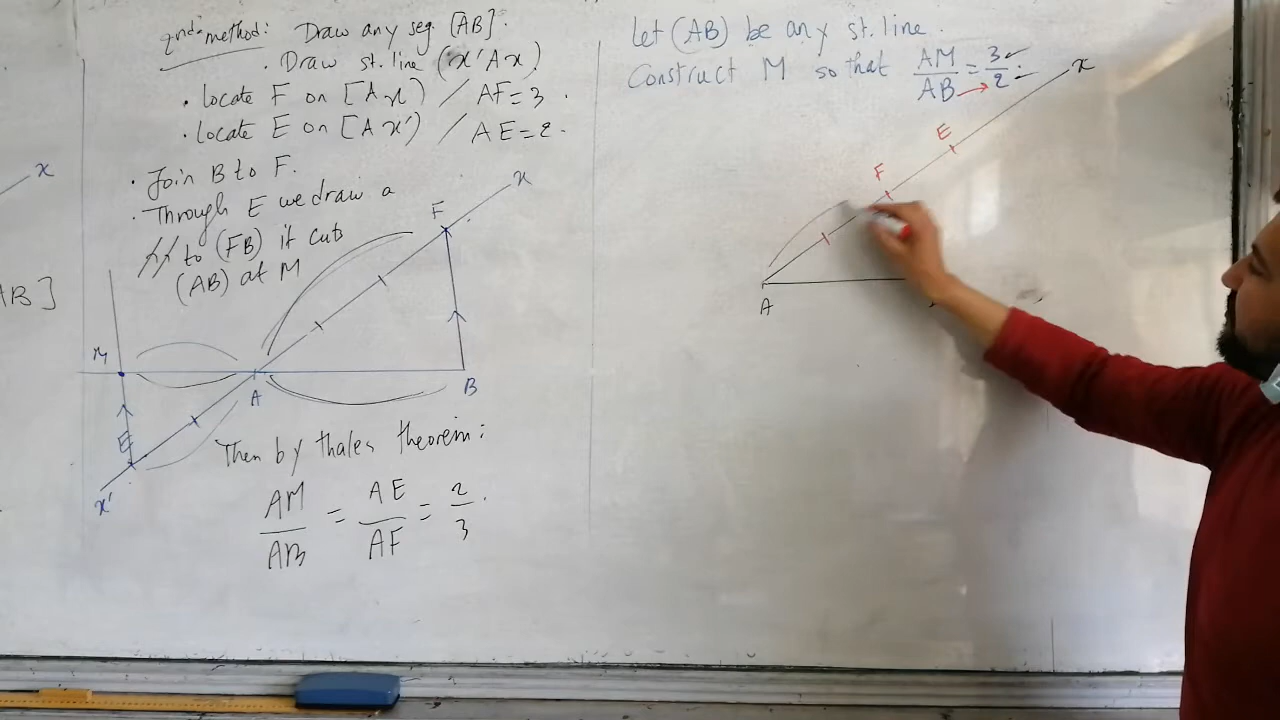 x
AB]
2nd method: Draw any seg. [AB].
. Draw st. line (x'Ax)
. Locate F on [Ax) / AF=3.
. Locate E on [Ax') / AE=2.
. Join B to F.
. Through E we draw a
// to (FB) it cuts
(AB) at M
x
F
M
A
B
E
x'
Then by thales theorem:
AM/AB = AE/AF = 2/3.
Let (AB) be any st. line.
Construct M so that AM/AB = 3/2.
x
E
F
A